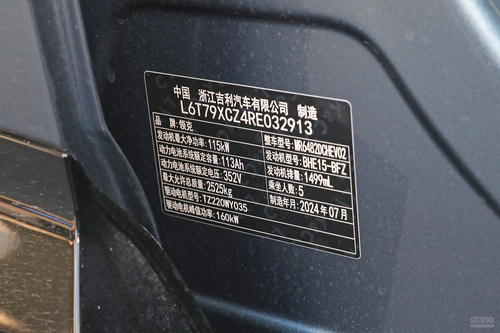 中国 浙江吉利汽车有限公司 制造
L6T79XCZ4RE032913
品牌:领克 整车型号:MR6482DCHEV02
发动机最大净功率:115kW 发动机型号:BHE15-BFZ
动力电池系统额定容量:113Ah 发动机排量:1499mL
动力电池系统额定电压:352V 乘坐人数:5
最大允许总质量:2525kg 制造年月:2024年07月
驱动电机型号:TZ220WY035
驱动电机峰值功率:160kW